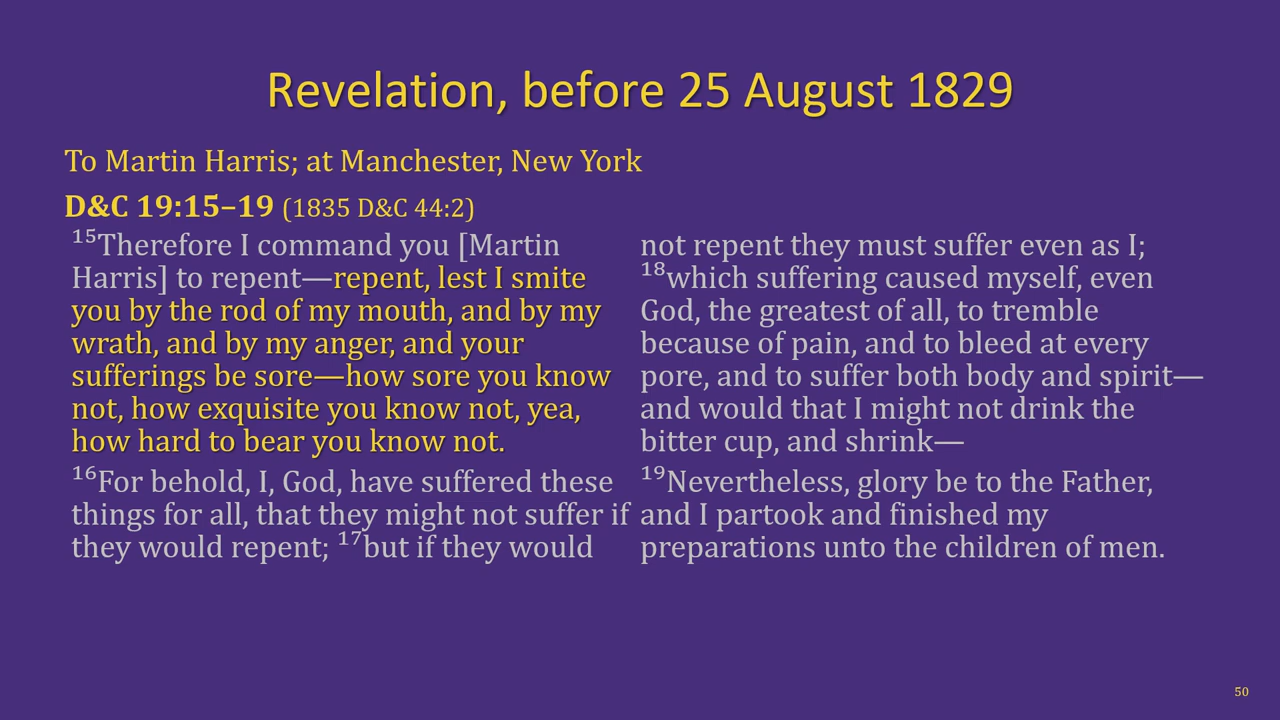 Revelation, before 25 August 1829
To Martin Harris; at Manchester, New York
D&C 19:15–19 (1835 D&C 44:2)
¹⁵Therefore I command you [Martin
Harris] to repent—repent, lest I smite
you by the rod of my mouth, and by my
wrath, and by my anger, and your
sufferings be sore—how sore you know
not, how exquisite you know not, yea,
how hard to bear you know not.
¹⁶For behold, I, God, have suffered these
things for all, that they might not suffer if
they would repent; ¹⁷but if they would
not repent they must suffer even as I;
¹⁸which suffering caused myself, even
God, the greatest of all, to tremble
because of pain, and to bleed at every
pore, and to suffer both body and spirit—
and would that I might not drink the
bitter cup, and shrink—
¹⁹Nevertheless, glory be to the Father,
and I partook and finished my
preparations unto the children of men.
50